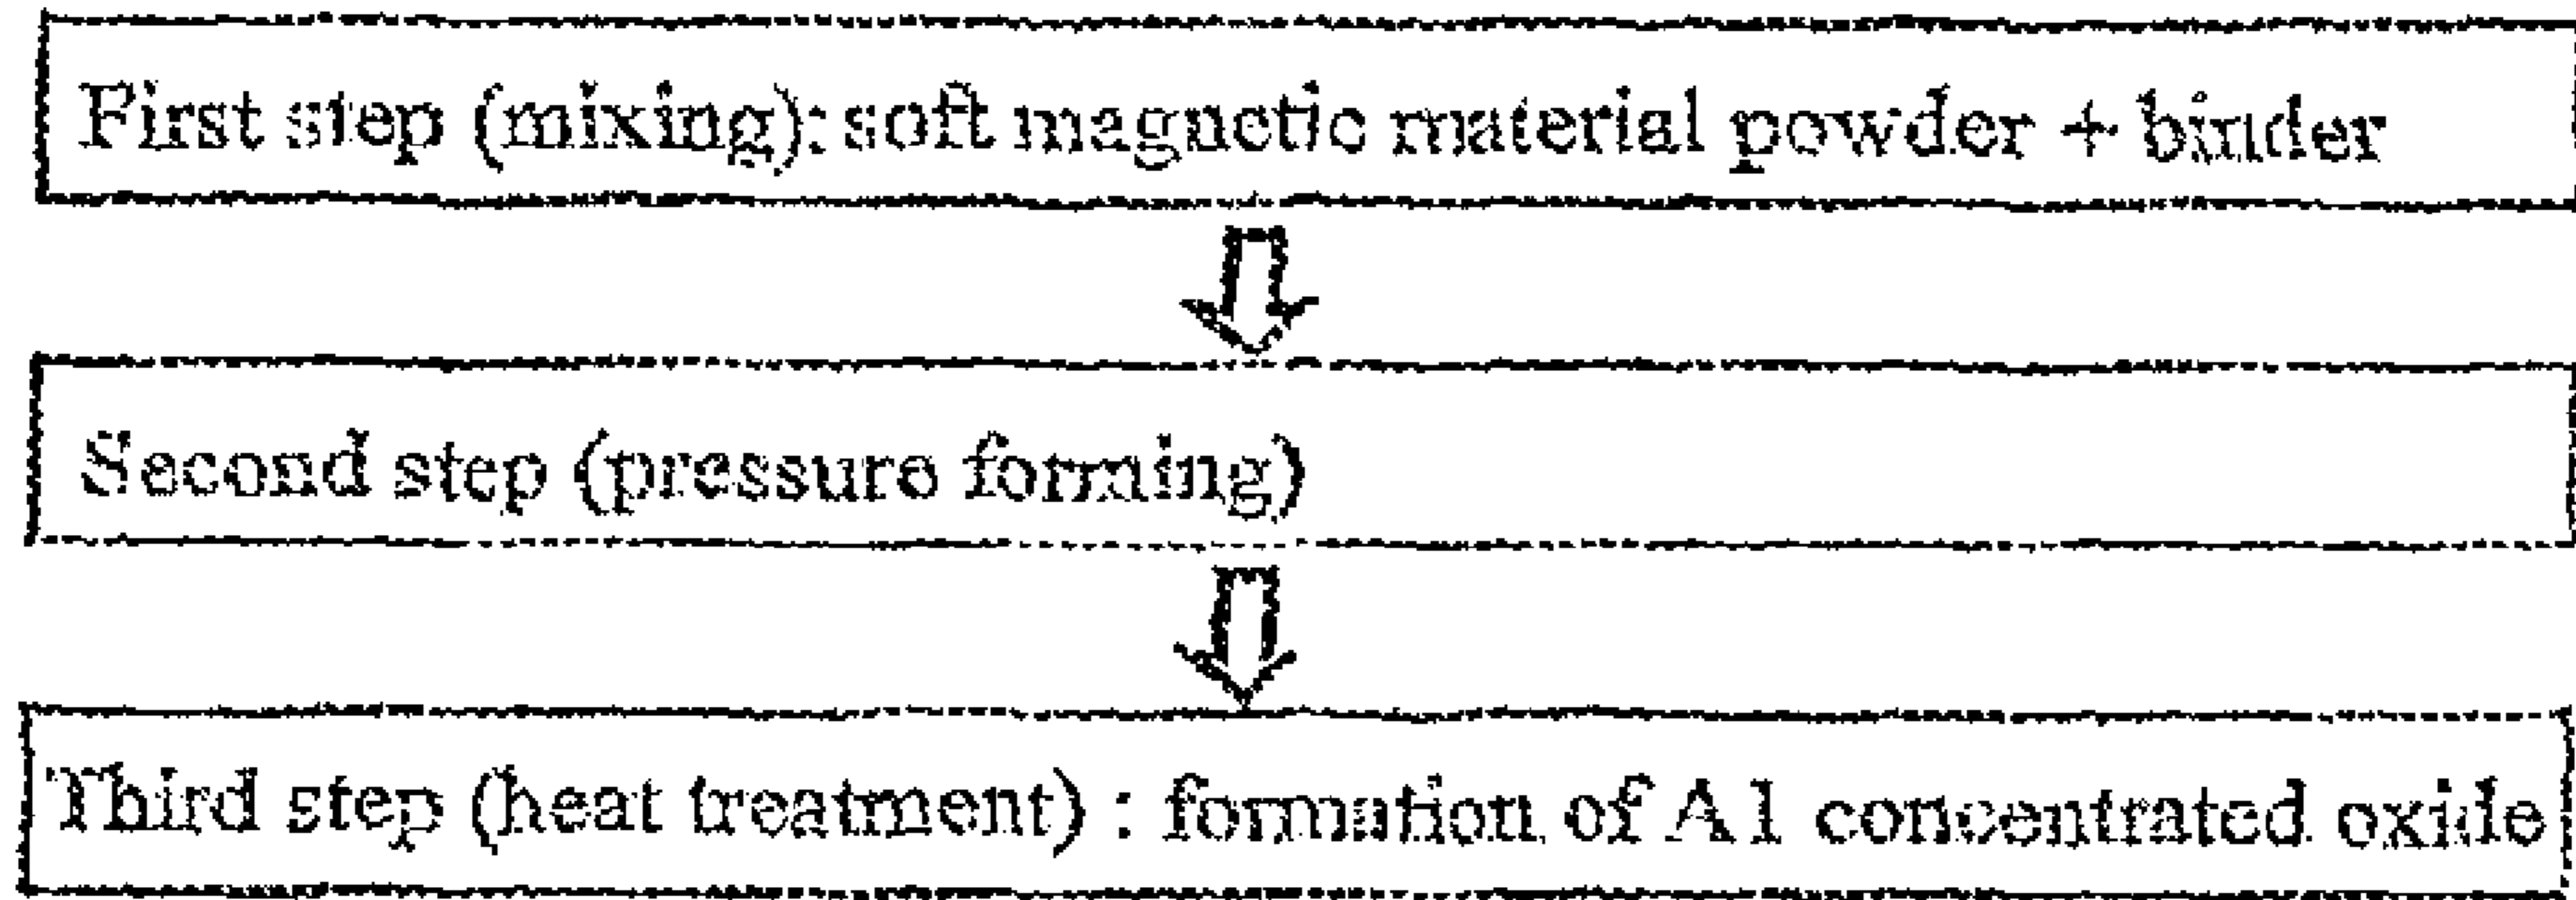 First step (mixing): soft magnetic material powder + binder
Second step (pressure forming)
Third step (heat treatment) : formation of Al concentrated oxide